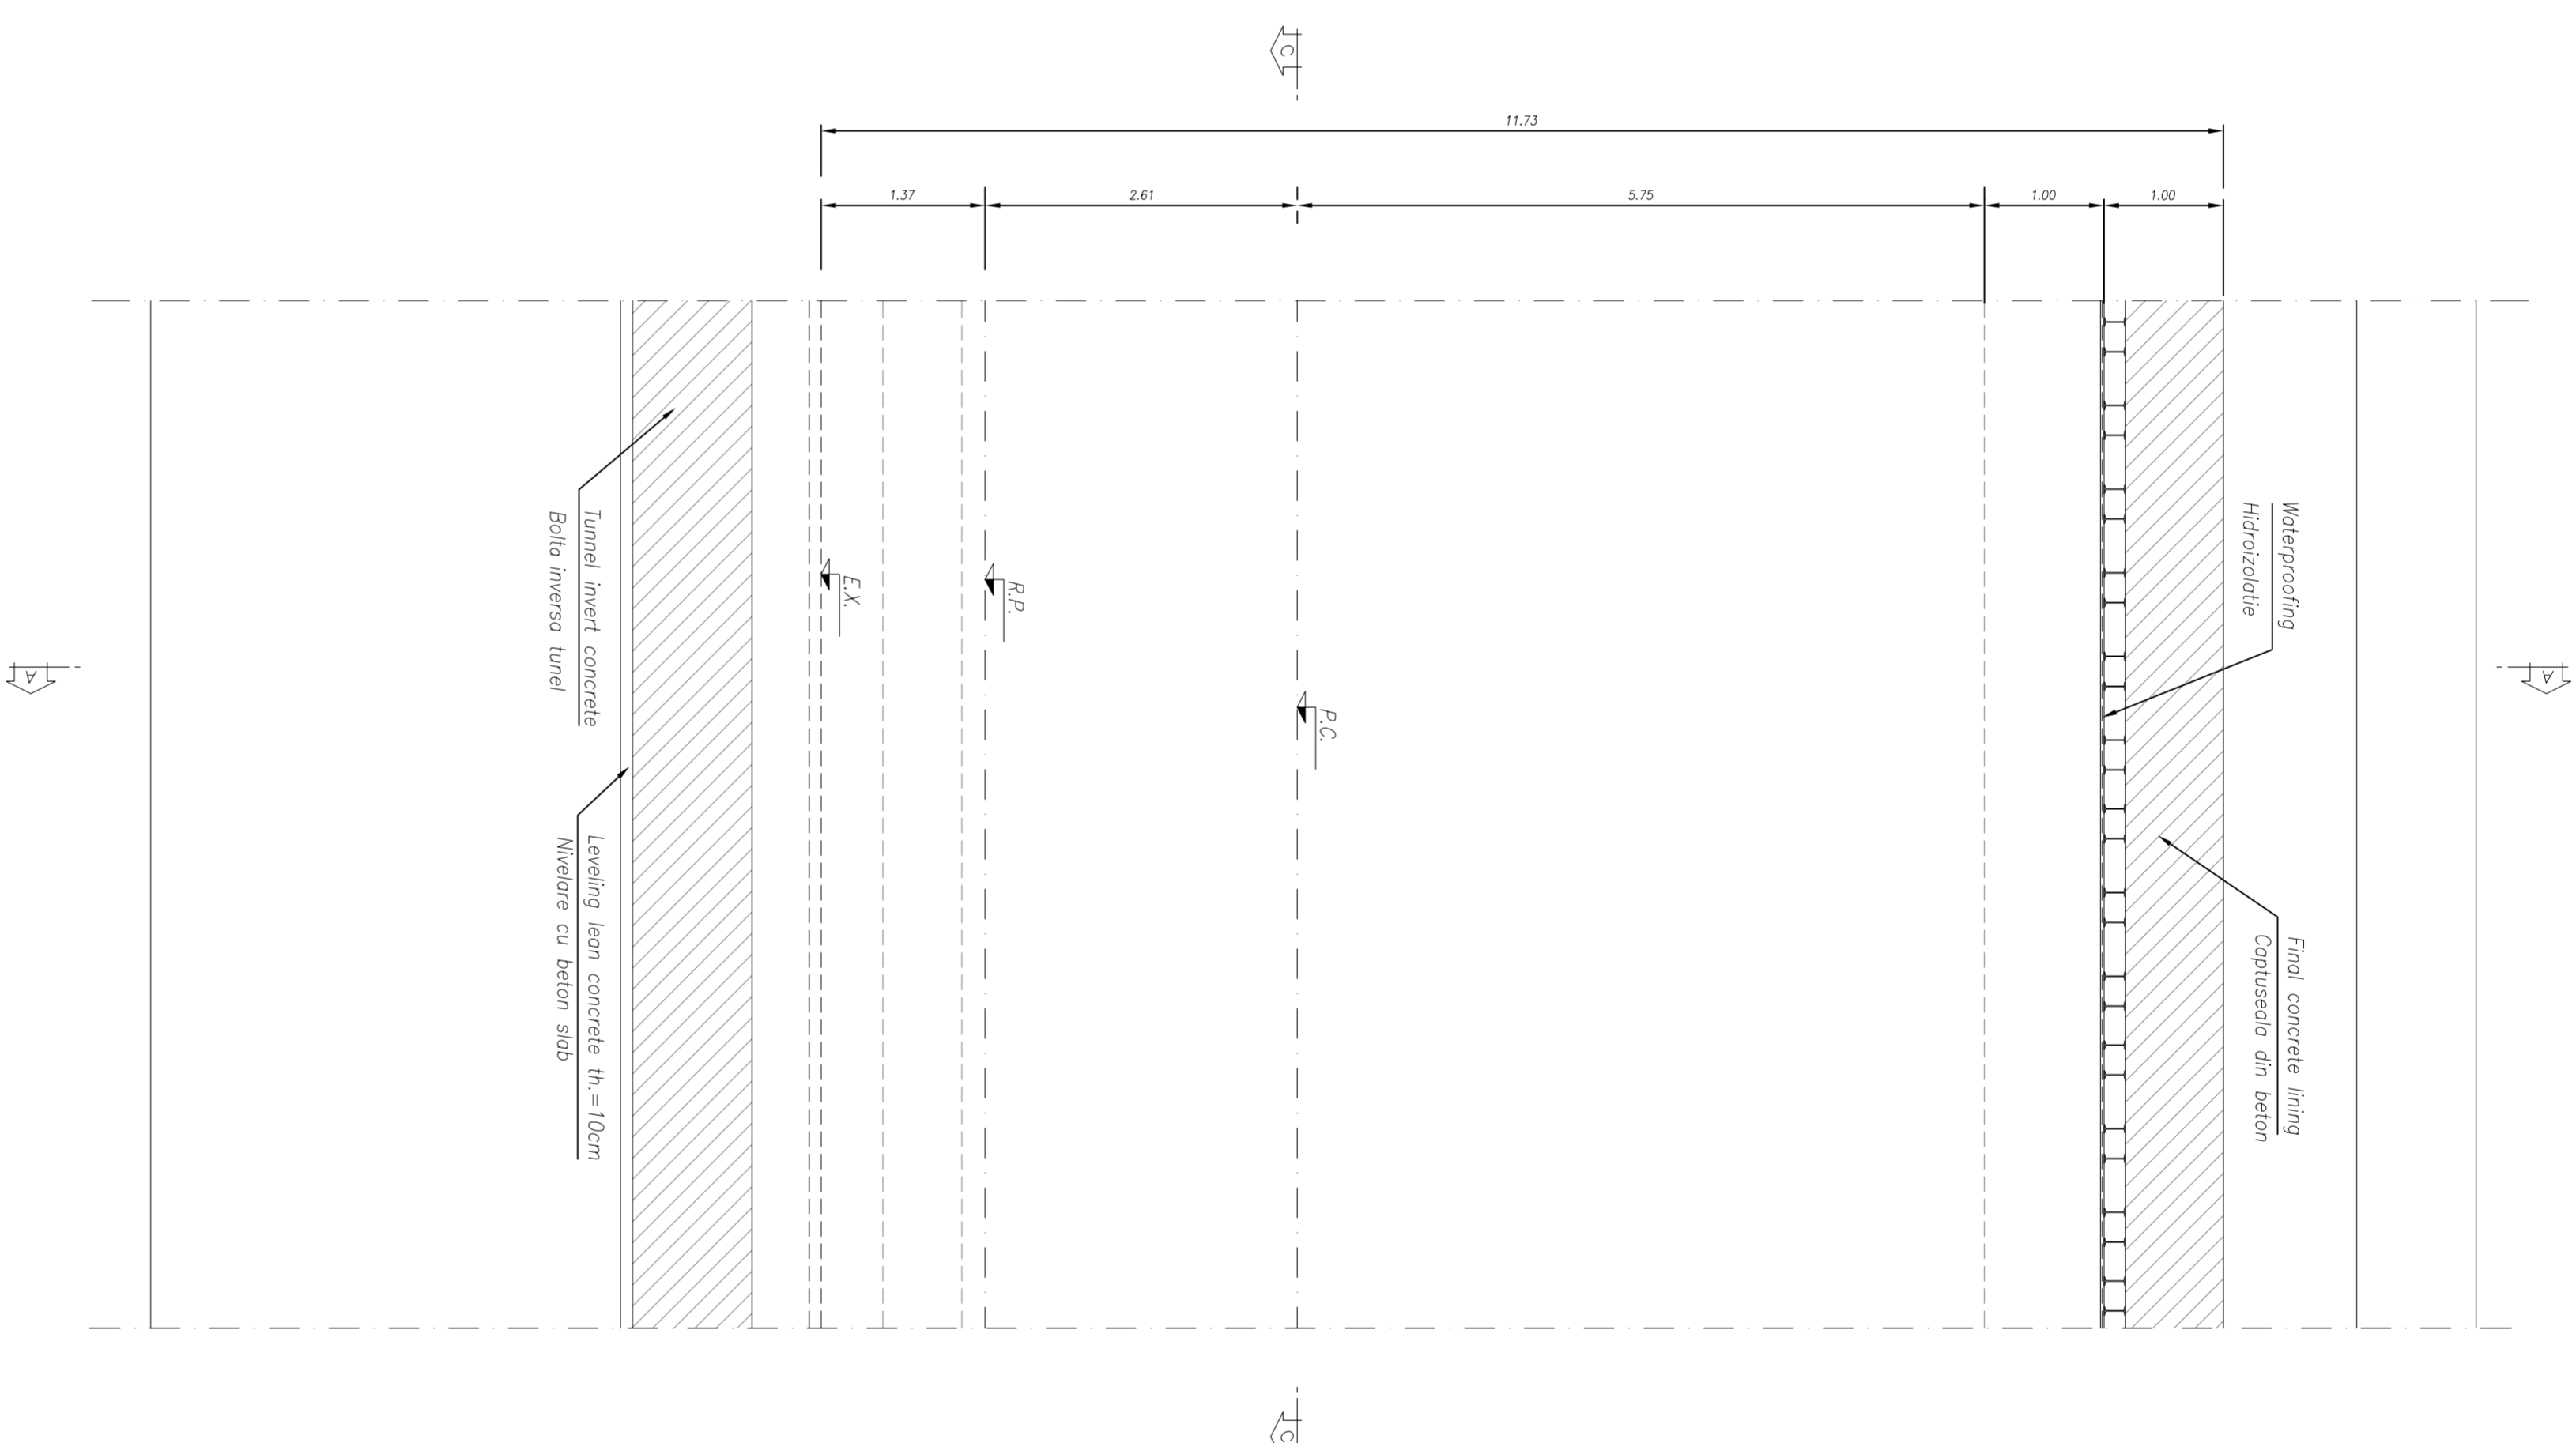 C
11.73
1.37
2.61
5.75
1.00
1.00
Waterproofing
Hidroizolatie
Tunnel invert concrete
Bolta inversa tunnel
E.X.
R.P.
P.C.
A
A
Leveling lean concrete th.=10cm
Nivelare cu beton slab
Final concrete lining
Captuseala din beton
C